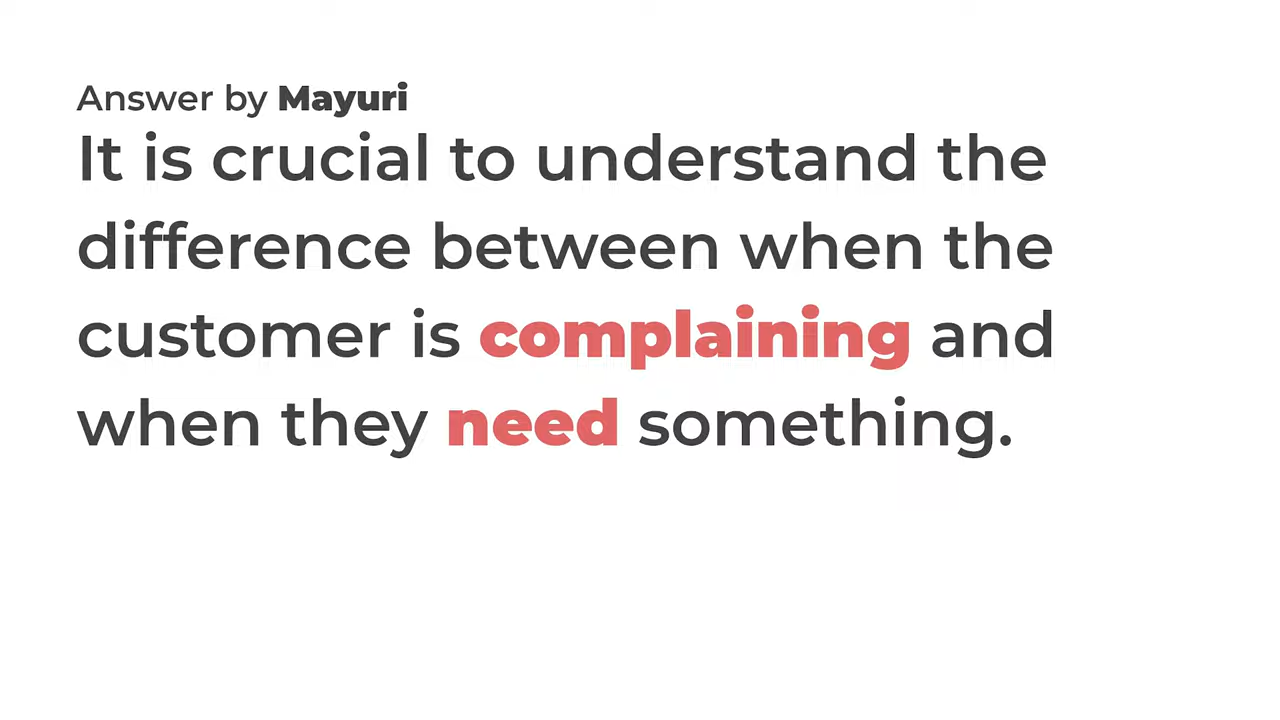 Answer by Mayuri
It is crucial to understand the
difference between when the
customer is complaining and
when they need something.